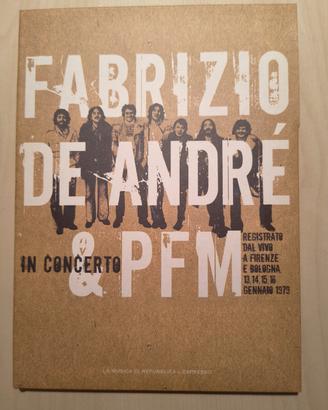 FABRIZIO
DE ANDRÉ
& PFM
IN CONCERTO
REGISTRATO
DAL VIVO
A FIRENZE
E BOLOGNA
13, 14, 15, 16
GENNAIO 1979
LA MUSICA DI REPUBBLICA - L'ESPRESSO